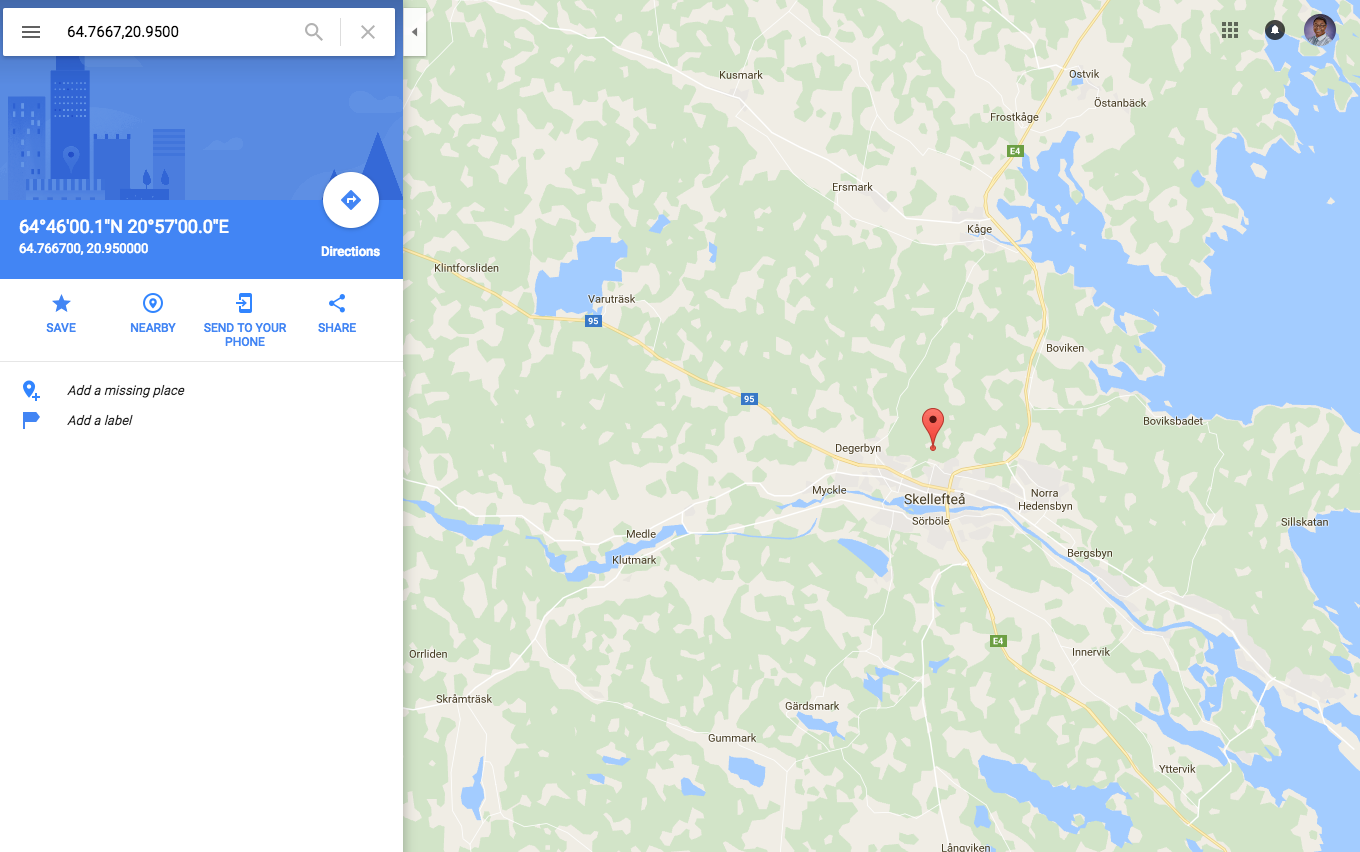 64.7667,20.9500
64°46'00.1"N 20°57'00.0"E
64.766700, 20.950000
Directions
SAVE
NEARBY
SEND TO YOUR
PHONE
SHARE
Add a missing place
Add a label
Kusmark
Ostvik
Östanbäck
Frostkåge
E4
Ersmark
Kåge
Klintforsliden
Varuträsk
95
Boviken
95
Boviksbadet
Degerbyn
Myckle
Skellefteå
Norra
Hedensbyn
Sörböle
Sillskatan
Medle
Klutmark
Bergsbyn
E4
Innervik
Orrliden
Skråmträsk
Gärdsmark
Gummark
Yttervik
Långviken